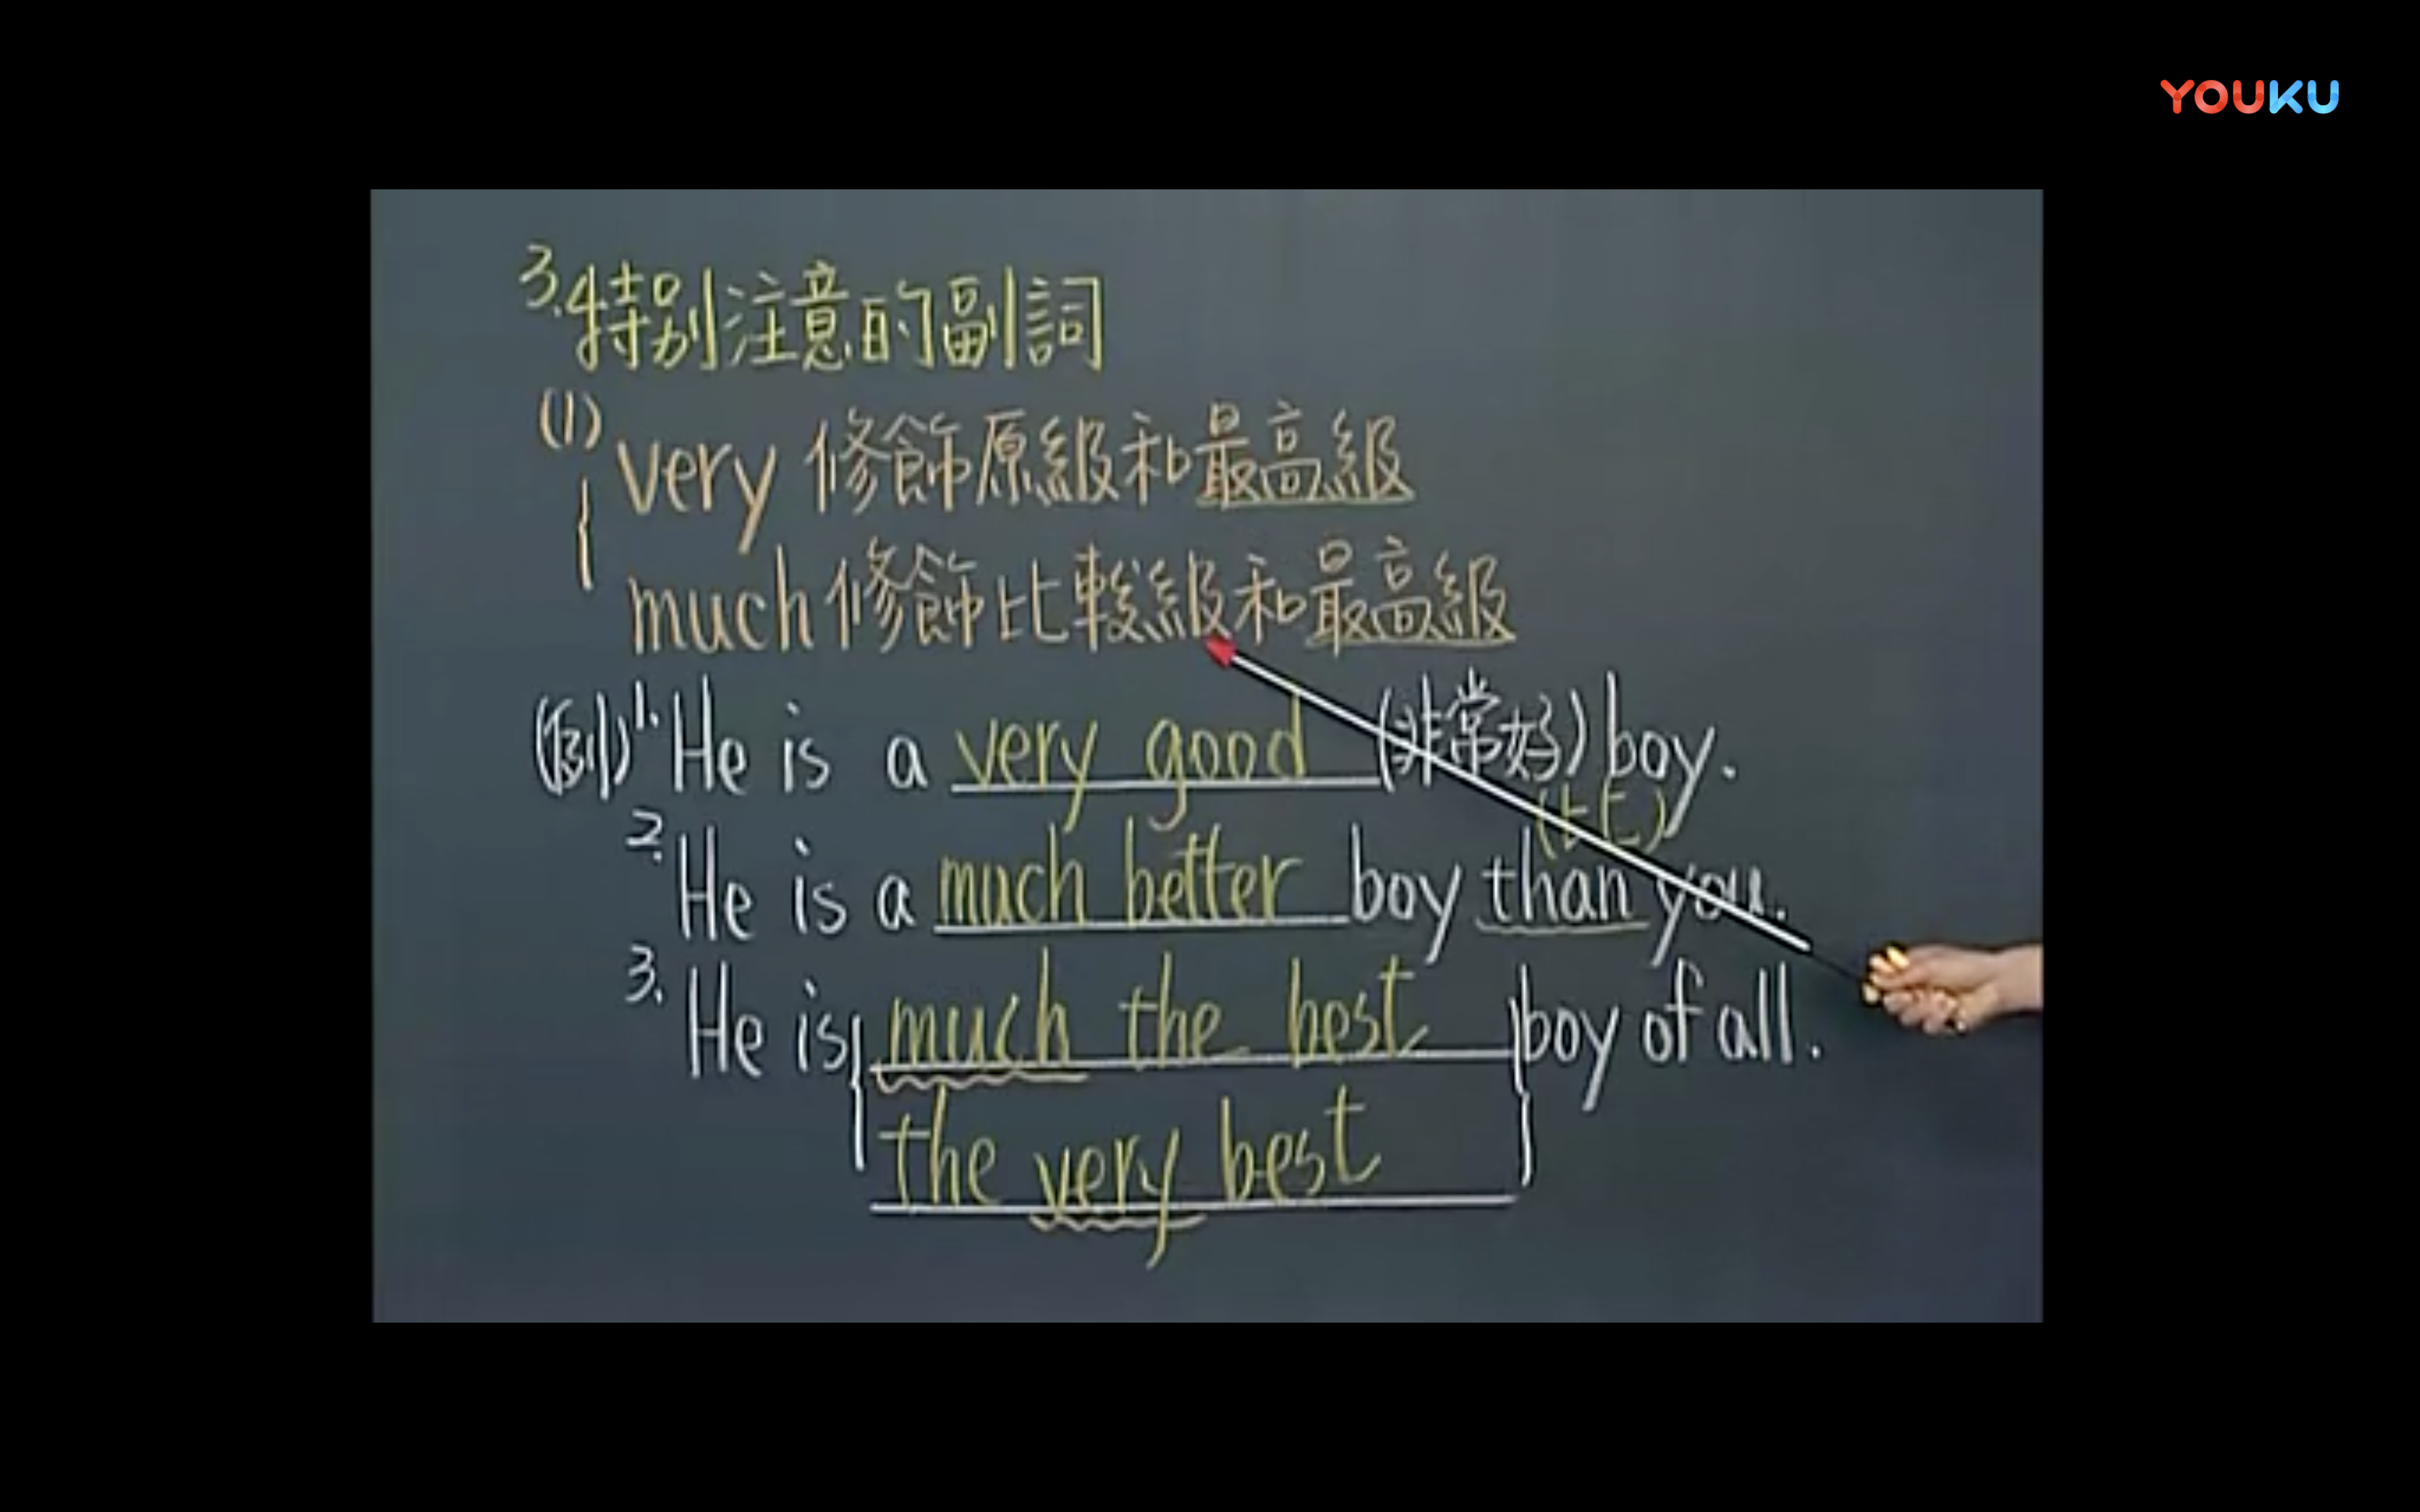 YOUKU
3.特別注意的副詞
(1) very 修飾原級和最高級
much 修飾比較級和最高級
(例) 1. He is a very good (非常好) boy.
(比)
2. He is a much better boy than you.
3. He is much the best boy of all.
the very best